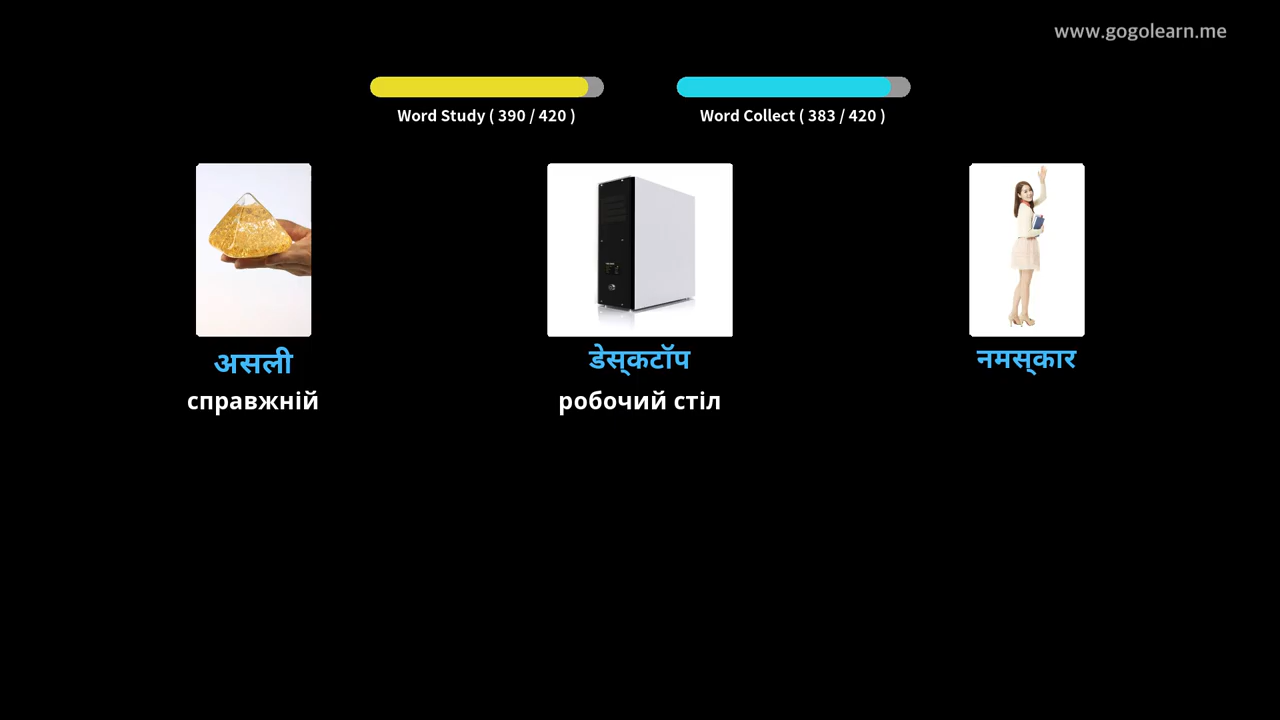 www.gogolearn.me
Word Study ( 390 / 420 )
Word Collect ( 383 / 420 )
असली
डेस्‌कटॉप
नमस्‌कार
справжній
робочий стіл